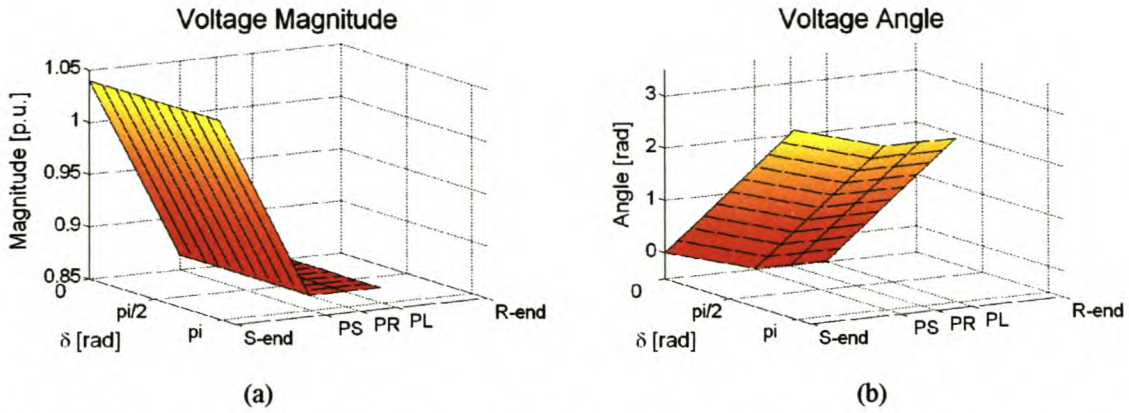 Voltage Magnitude
1.05
1
0.95
0.9
0.85
Magnitude [p.u.]
0
pi/2
pi
δ [rad]
S-end
PS
PR
PL
R-end
(a)
Voltage Angle
3
2
1
0
Angle [rad]
0
pi/2
pi
δ [rad]
S-end
PS
PR
PL
R-end
(b)